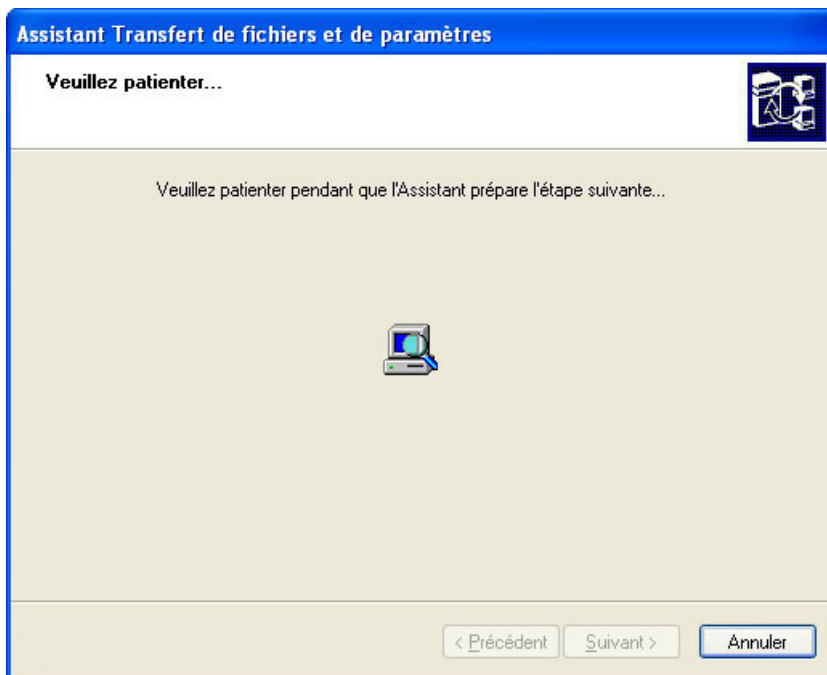 Assistant Transfert de fichiers et de paramètres
Veuillez patienter...
Veuillez patienter pendant que l'Assistant prépare l'étape suivante...
< Précédent Suivant > Annuler